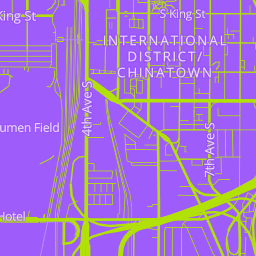 King St
S King St
INTERNATIONAL
DISTRICT/
CHINATOWN
4th Ave S
umen Field
7th Ave S
Hotel